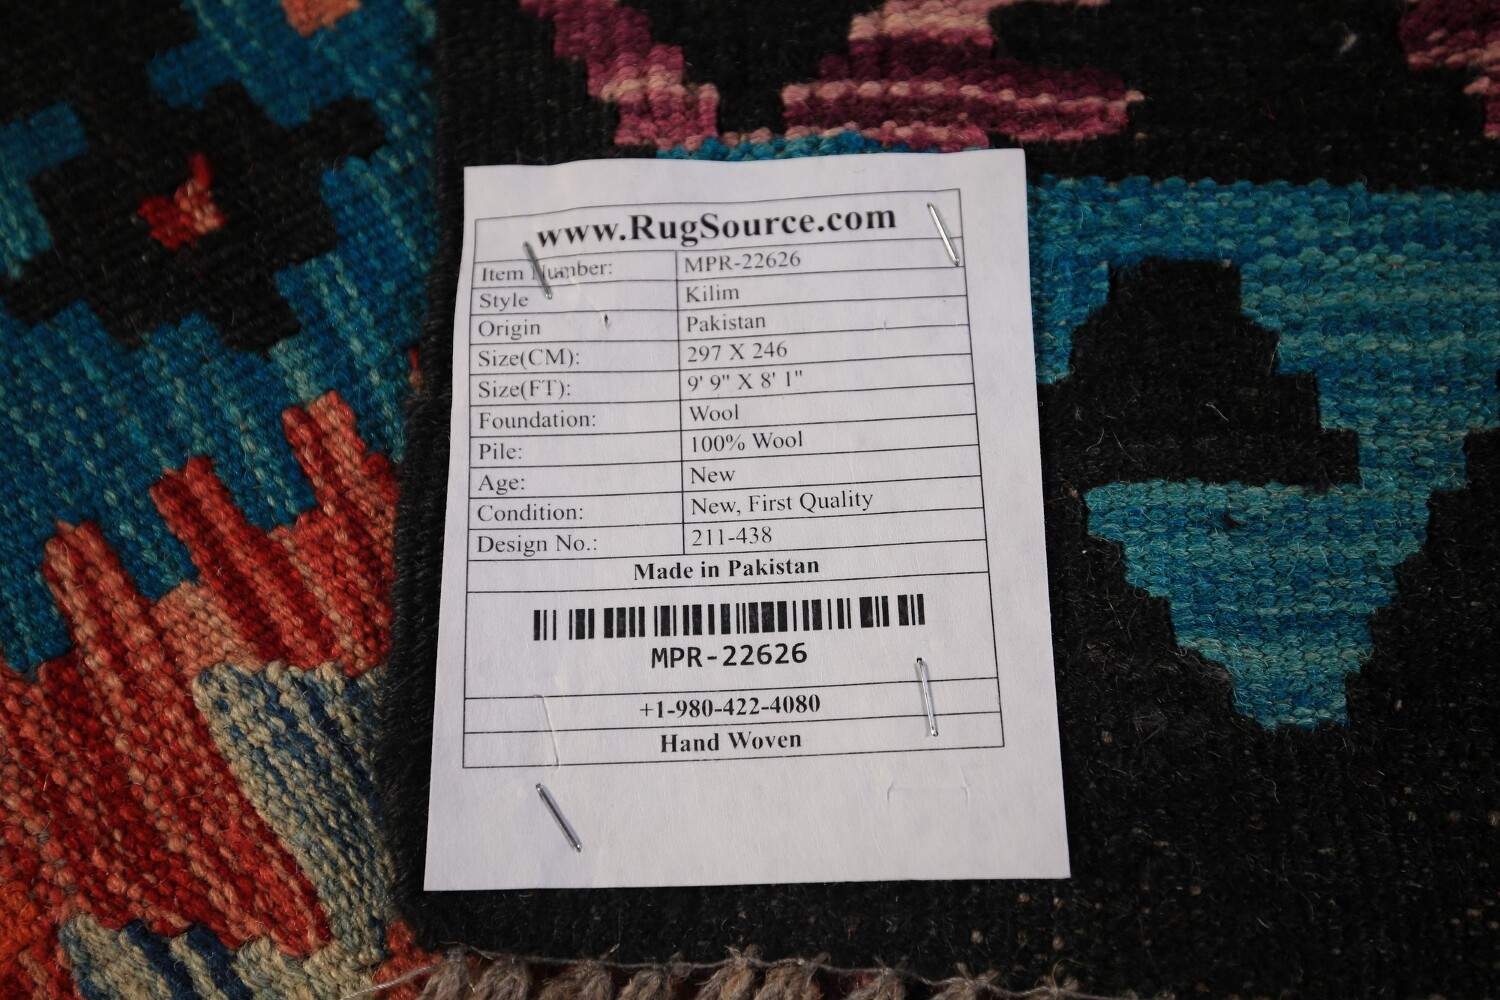 www.RugSource.com
Item Number: MPR-22626
Style Kilim
Origin Pakistan
Size(CM): 297 X 246
Size(FT): 9' 9" X 8' 1"
Foundation: Wool
Pile: 100% Wool
Age: New
Condition: New, First Quality
Design No.: 211-438
Made in Pakistan
MPR-22626
+1-980-422-4080
Hand Woven